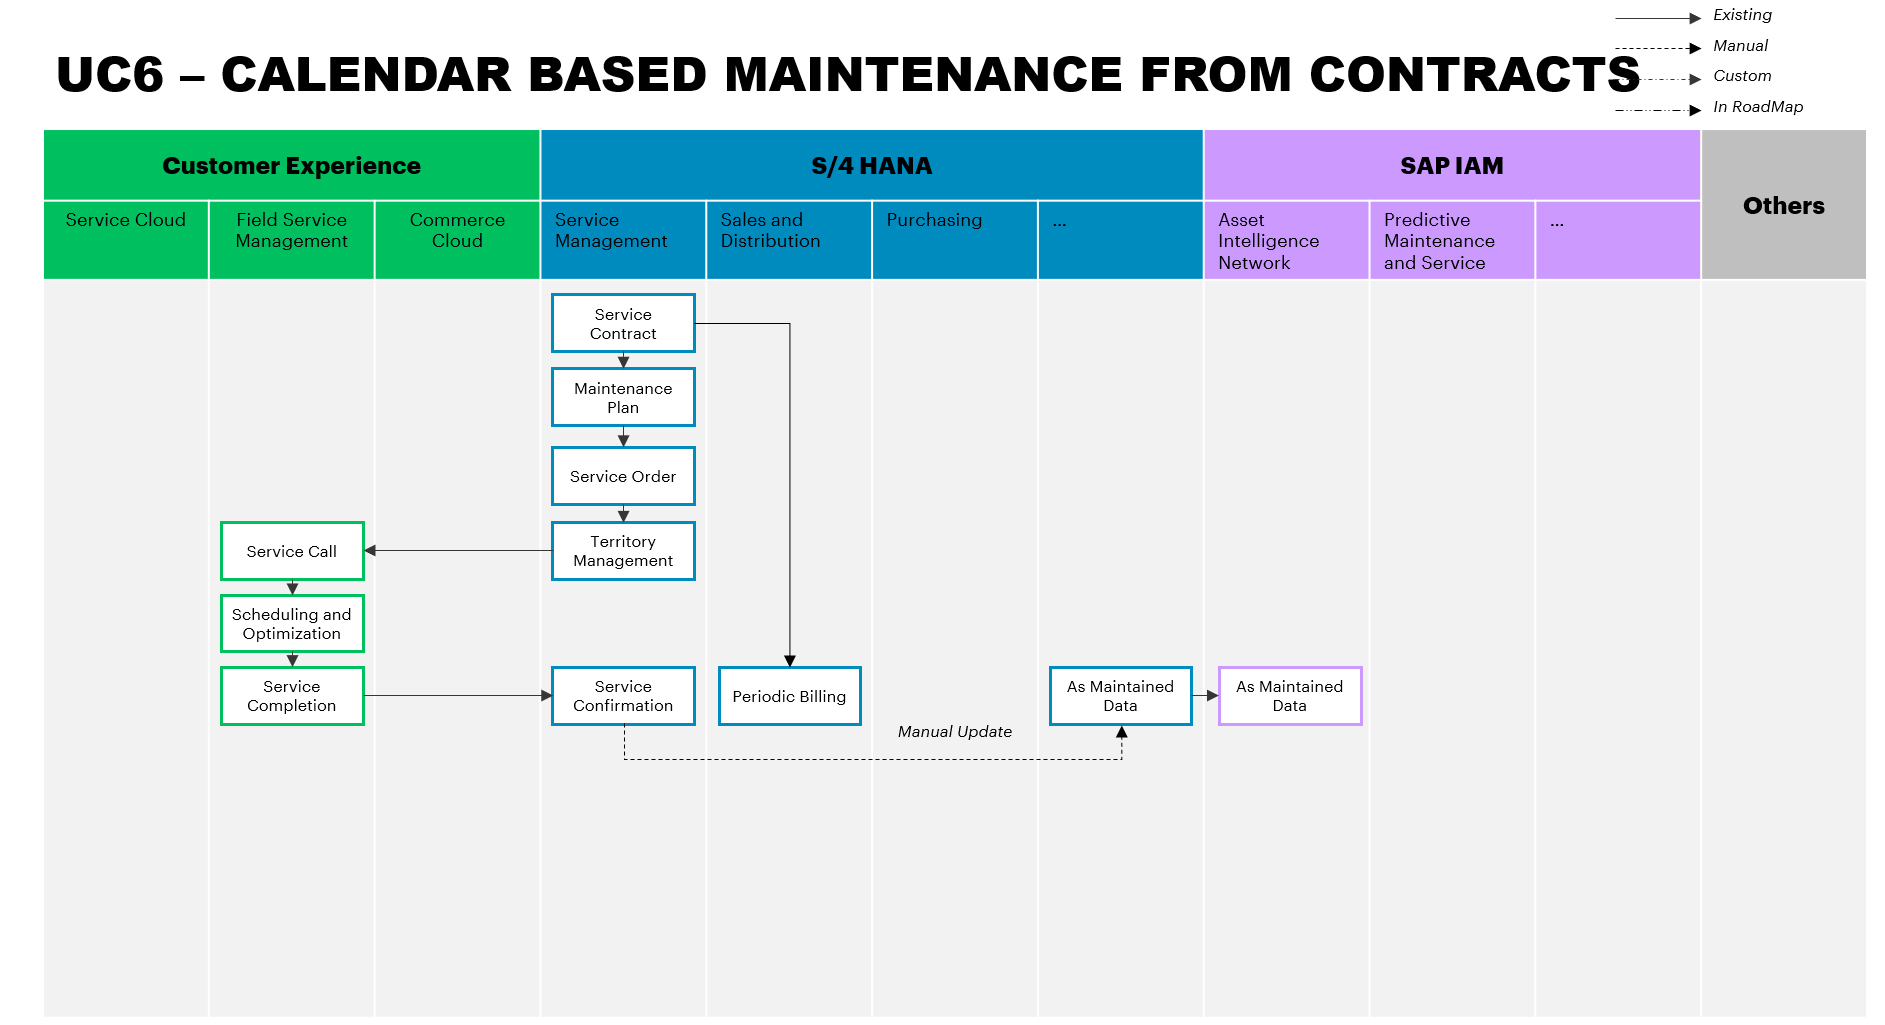 Existing
Manual
Custom
In RoadMap
UC6 – CALENDAR BASED MAINTENANCE FROM CONTRACTS
Customer Experience
S/4 HANA
SAP IAM
Others
Service Cloud
Field Service
Management
Commerce
Cloud
Service
Management
Sales and
Distribution
Purchasing
...
Asset
Intelligence
Network
Predictive
Maintenance
and Service
...
Service
Contract
Maintenance
Plan
Service Order
Service Call
Territory
Management
Scheduling and
Optimization
Service
Completion
Service
Confirmation
Periodic Billing
As Maintained
Data
As Maintained
Data
Manual Update